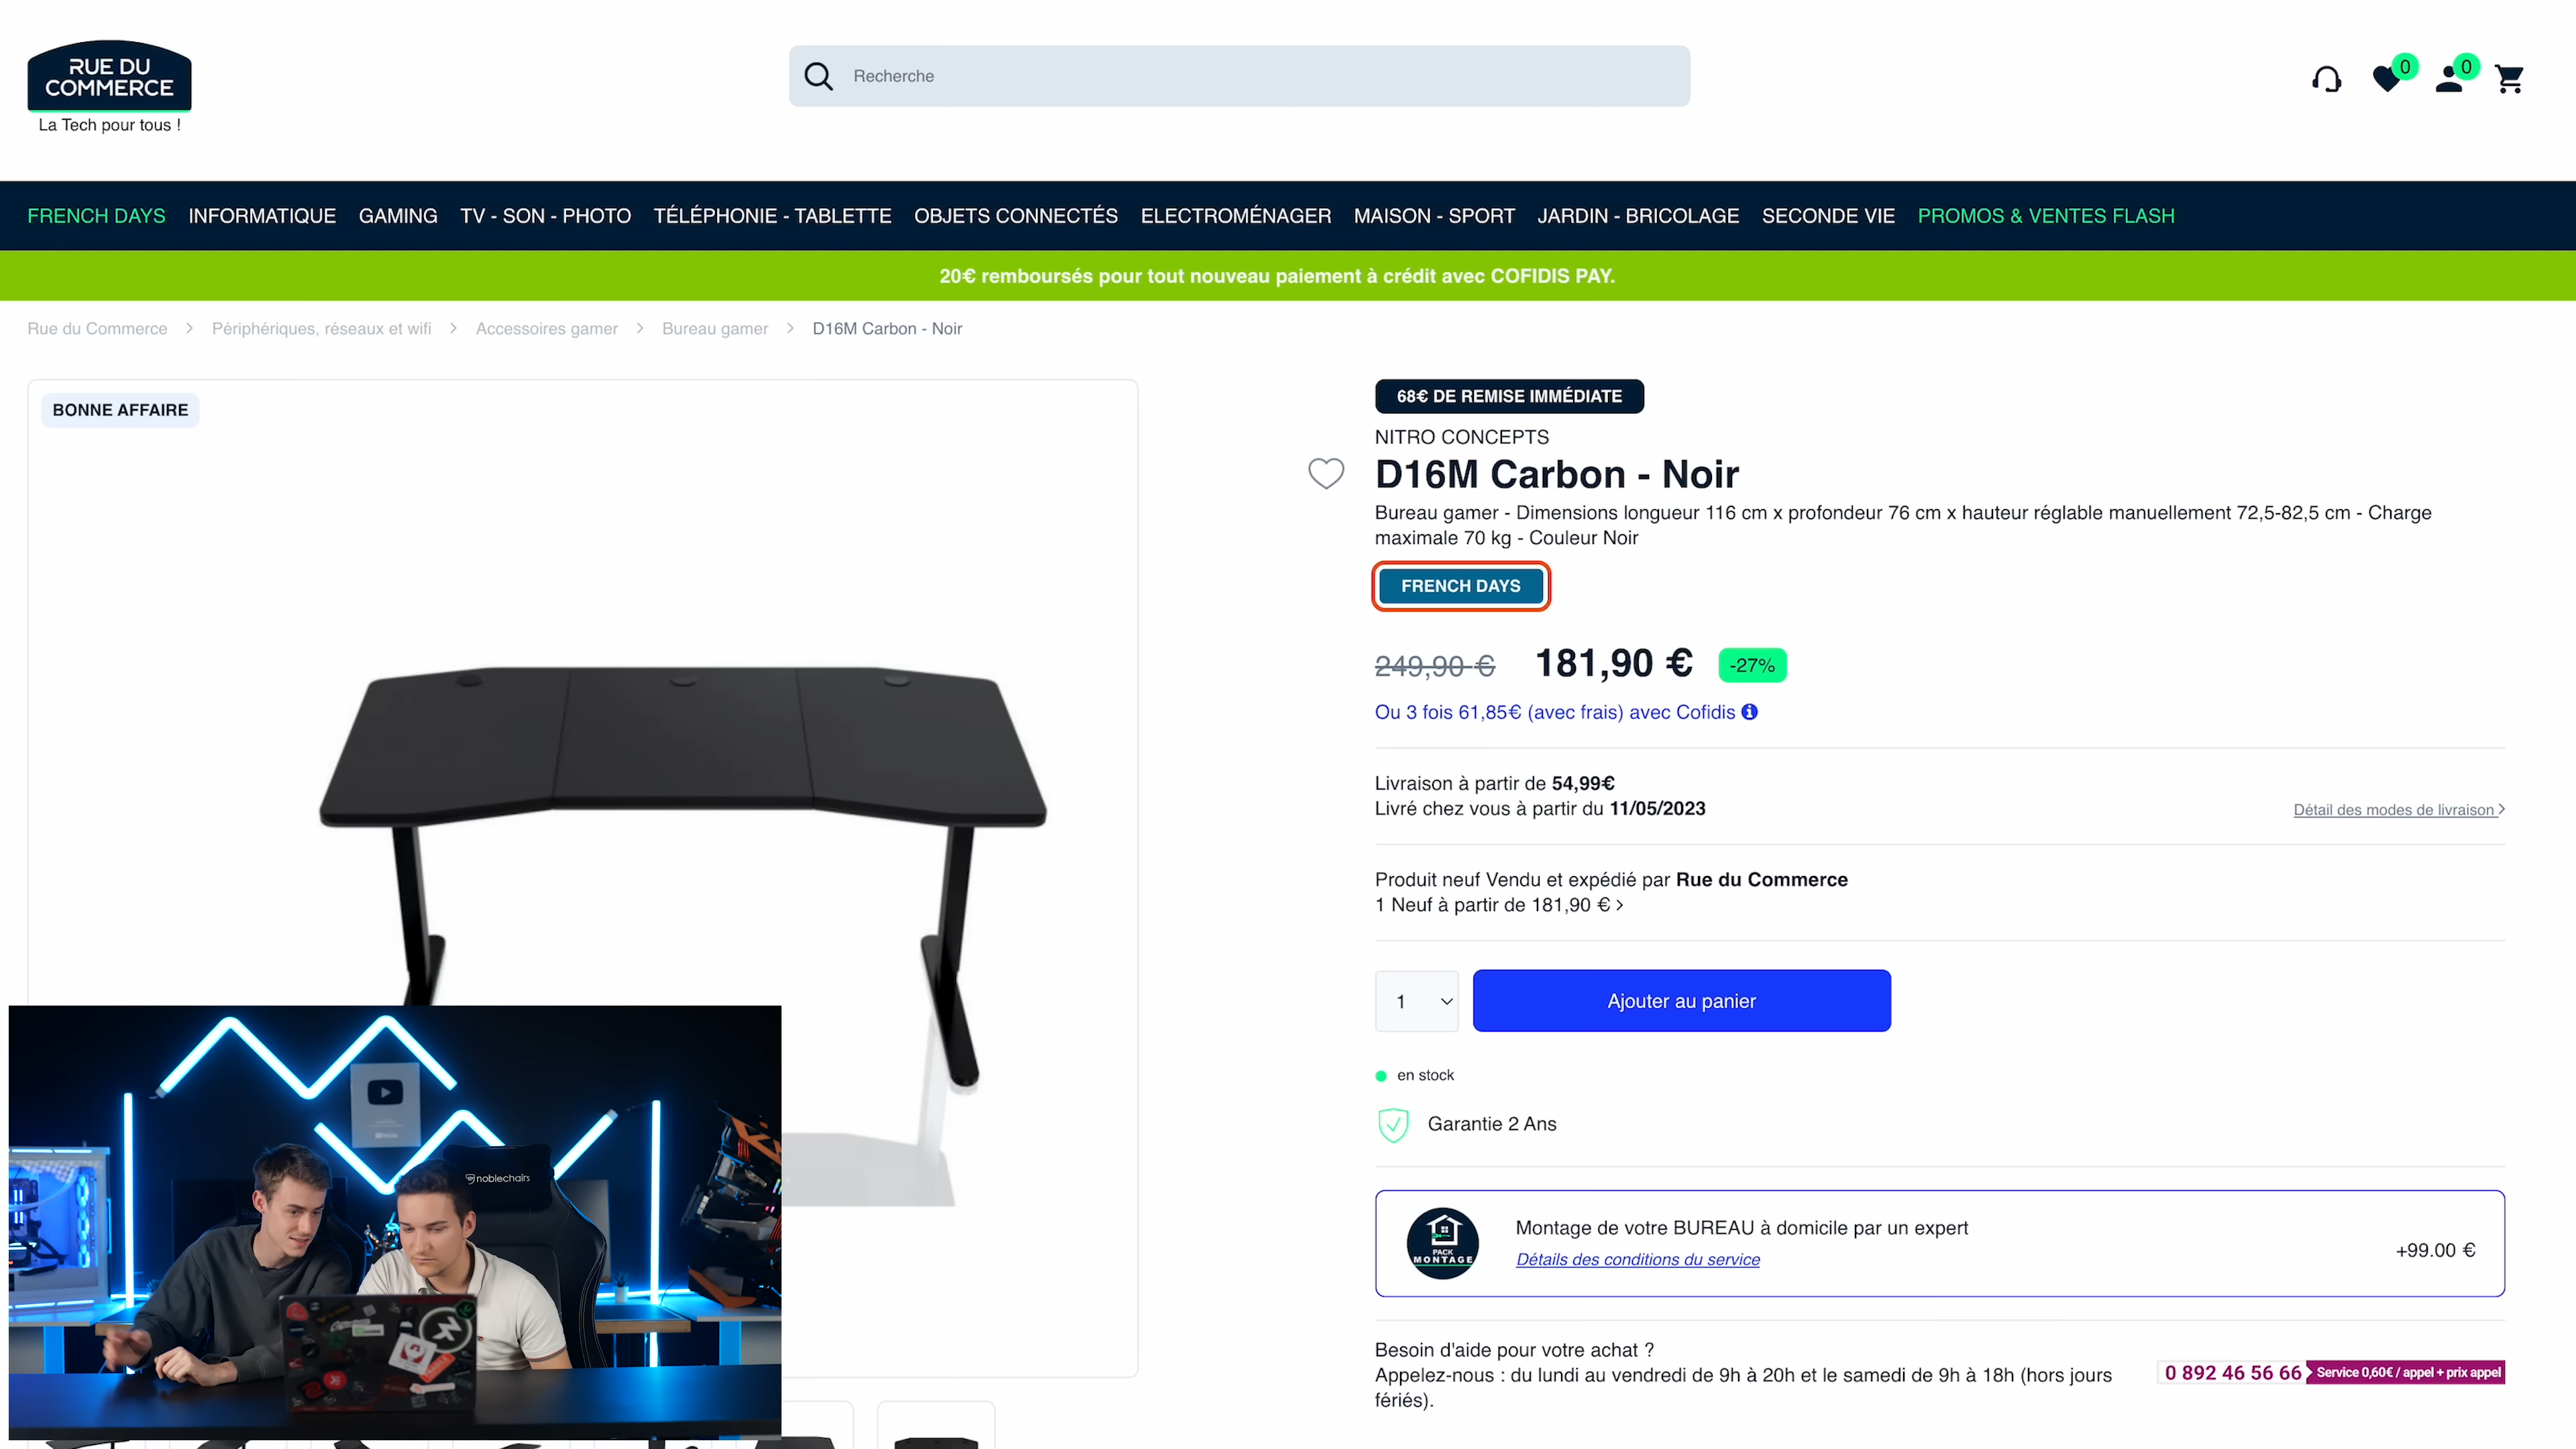 RUE DU
COMMERCE
La Tech pour tous !
Recherche
0
0
FRENCH DAYS INFORMATIQUE GAMING TV - SON - PHOTO TÉLÉPHONIE - TABLETTE OBJETS CONNECTÉS ELECTROMÉNAGER MAISON - SPORT JARDIN - BRICOLAGE SECONDE VIE PROMOS & VENTES FLASH
20€ remboursés pour tout nouveau paiement à crédit avec COFIDIS PAY.
Rue du Commerce > Périphériques, réseaux et wifi > Accessoires gamer > Bureau gamer > D16M Carbon - Noir
BONNE AFFAIRE
68€ DE REMISE IMMÉDIATE
NITRO CONCEPTS
D16M Carbon - Noir
Bureau gamer - Dimensions longueur 116 cm x profondeur 76 cm x hauteur réglable manuellement 72,5-82,5 cm - Charge
maximale 70 kg - Couleur Noir
FRENCH DAYS
249,90 € 181,90 € -27%
Ou 3 fois 61,85€ (avec frais) avec Cofidis
Livraison à partir de 54,99€
Livré chez vous à partir du 11/05/2023
Détail des modes de livraison >
Produit neuf Vendu et expédié par Rue du Commerce
1 Neuf à partir de 181,90 € >
1
Ajouter au panier
en stock
Garantie 2 Ans
PACK
MONTAGE
Montage de votre BUREAU à domicile par un expert
Détails des conditions du service
+99.00 €
Besoin d'aide pour votre achat ?
Appelez-nous : du lundi au vendredi de 9h à 20h et le samedi de 9h à 18h (hors jours
fériés).
0 892 46 56 66 Service 0,60€ / appel + prix appel
noblechairs